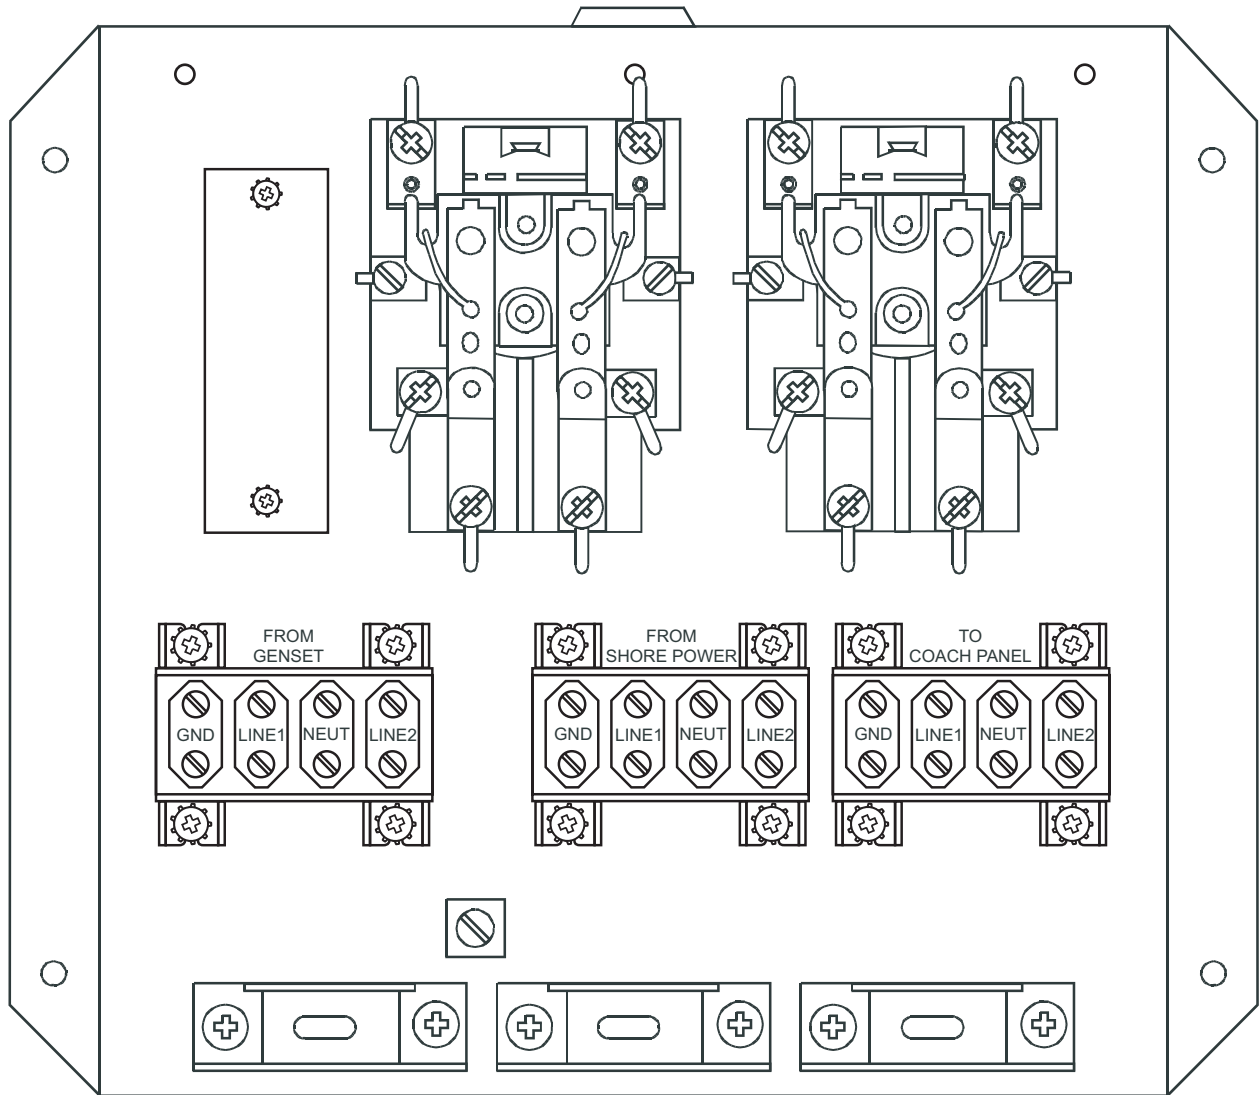 FROM
GENSET
FROM
SHORE POWER
TO
COACH PANEL
GND LINE1 NEUT LINE2
GND LINE1 NEUT LINE2
GND LINE1 NEUT LINE2